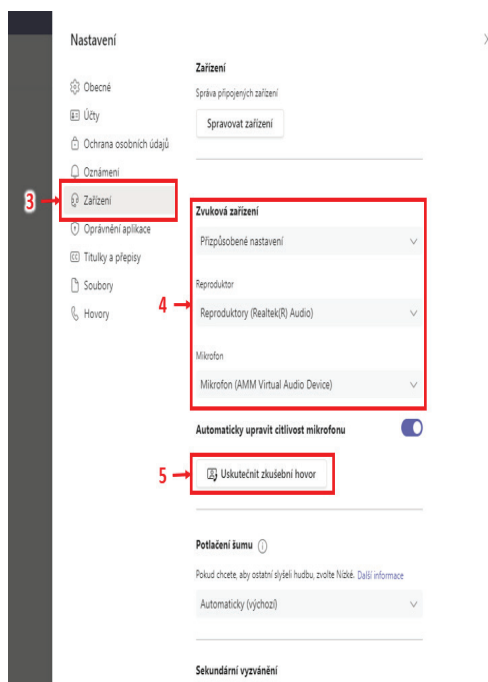 Nastavení
Obecné
Účty
Ochrana osobních údajů
Oznámení
3
Zařízení
Oprávnění aplikace
CC Titulky a přepisy
Soubory
Hovory
Zařízení
Správa připojených zařízení
Spravovat zařízení
Zvuková zařízení
Přizpůsobené nastavení
Reproduktor
4
Reproduktory (Realtek(R) Audio)
Mikrofon
Mikrofon (AMM Virtual Audio Device)
Automaticky upravit citlivost mikrofonu
5
Uskutečnit zkušební hovor
Potlačení šumu
Pokud chcete, aby ostatní slyšeli hudbu, zvolte Nízké. Další informace
Automaticky (výchozí)
Sekundární vyzvánění